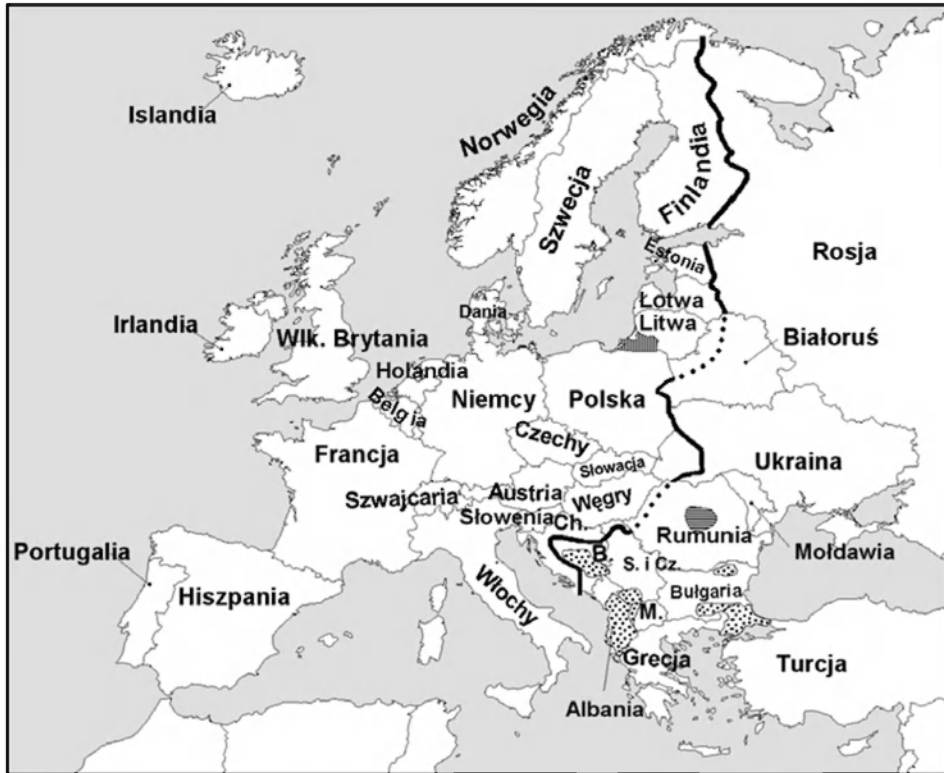 Islandia
Norwegia
Szwecja
Finlandia
Rosja
Estonia
Łotwa
Litwa
Dania
Irlandia
Wlk. Brytania
Białoruś
Holandia
Belgia
Niemcy
Polska
Czechy
Francja
Słowacja
Ukraina
Szwajcaria
Austria
Węgry
Słowenia
Ch.
Rumunia
Mołdawia
Portugalia
Hiszpania
Włochy
B.
S. i Cz.
Bułgaria
M.
Grecja
Turcja
Albania